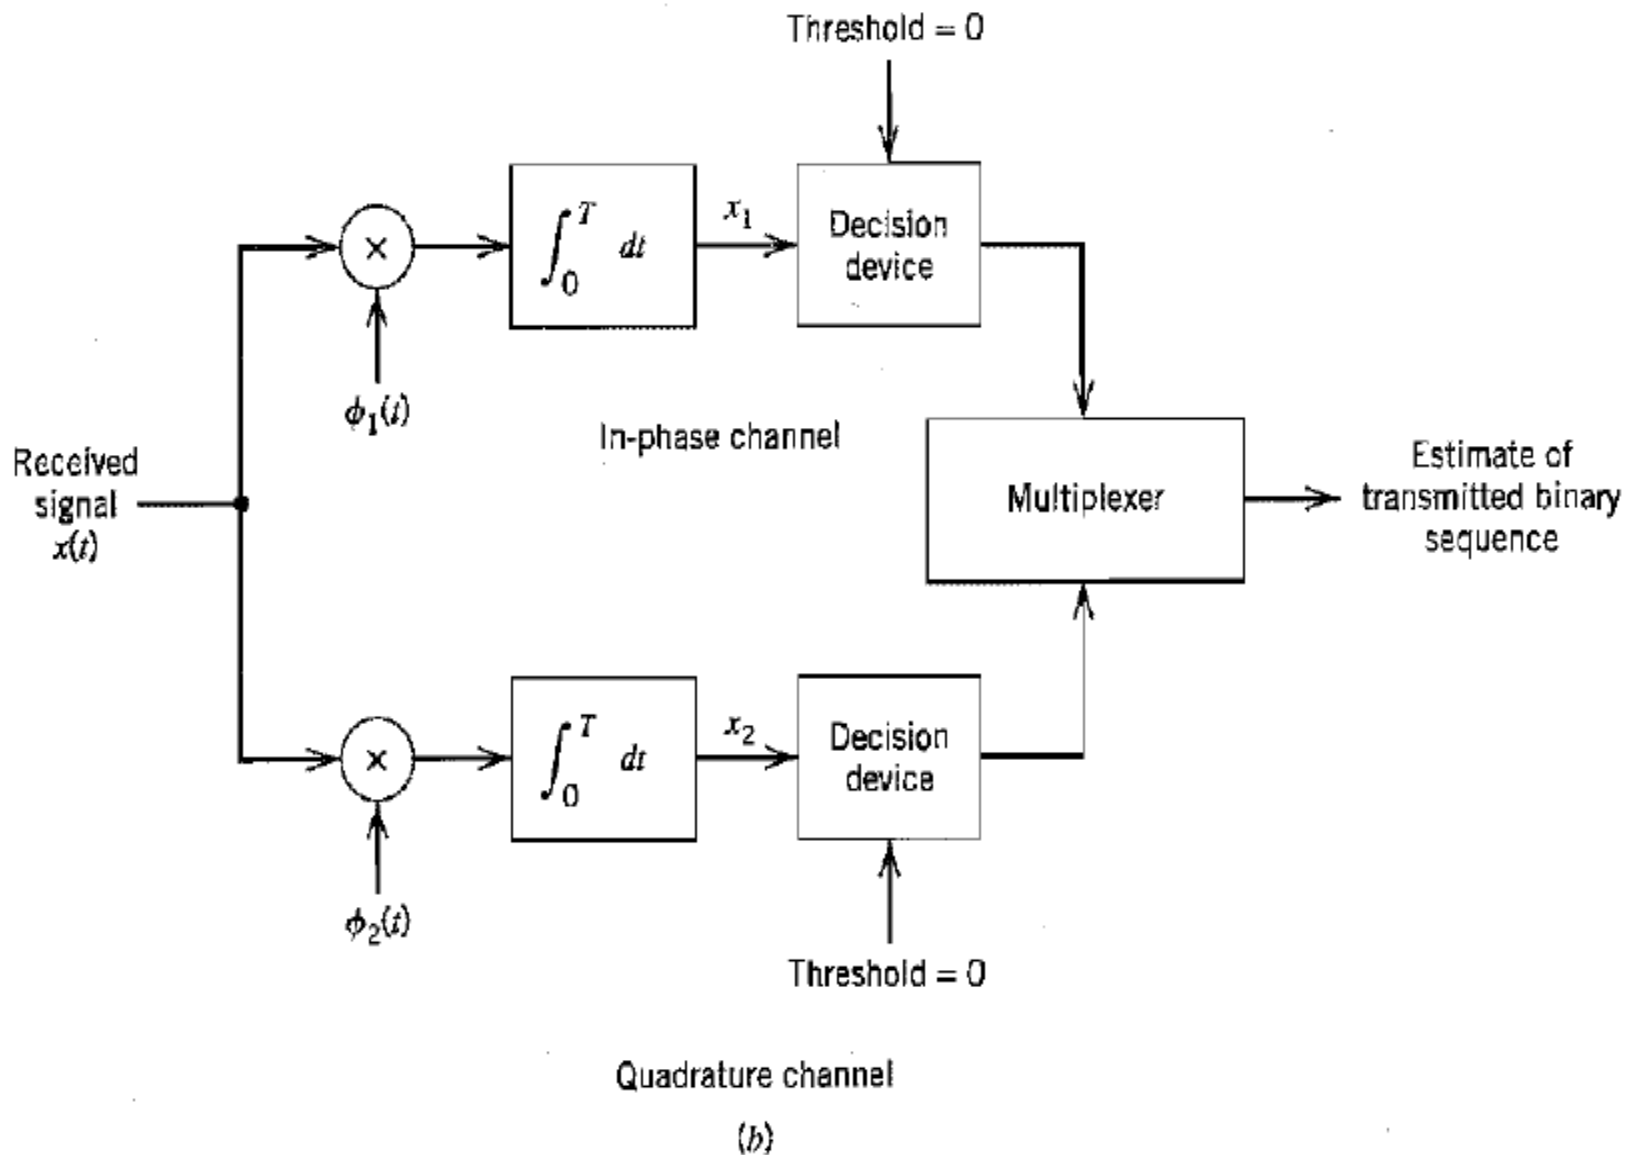 Threshold = 0
∫₀ᵀ dt
x₁
Decision
device
×
ϕ₁(t)
In-phase channel
Received
signal
x(t)
Multiplexer
Estimate of
transmitted binary
sequence
×
∫₀ᵀ dt
x₂
Decision
device
ϕ₂(t)
Threshold = 0
Quadrature channel
(b)